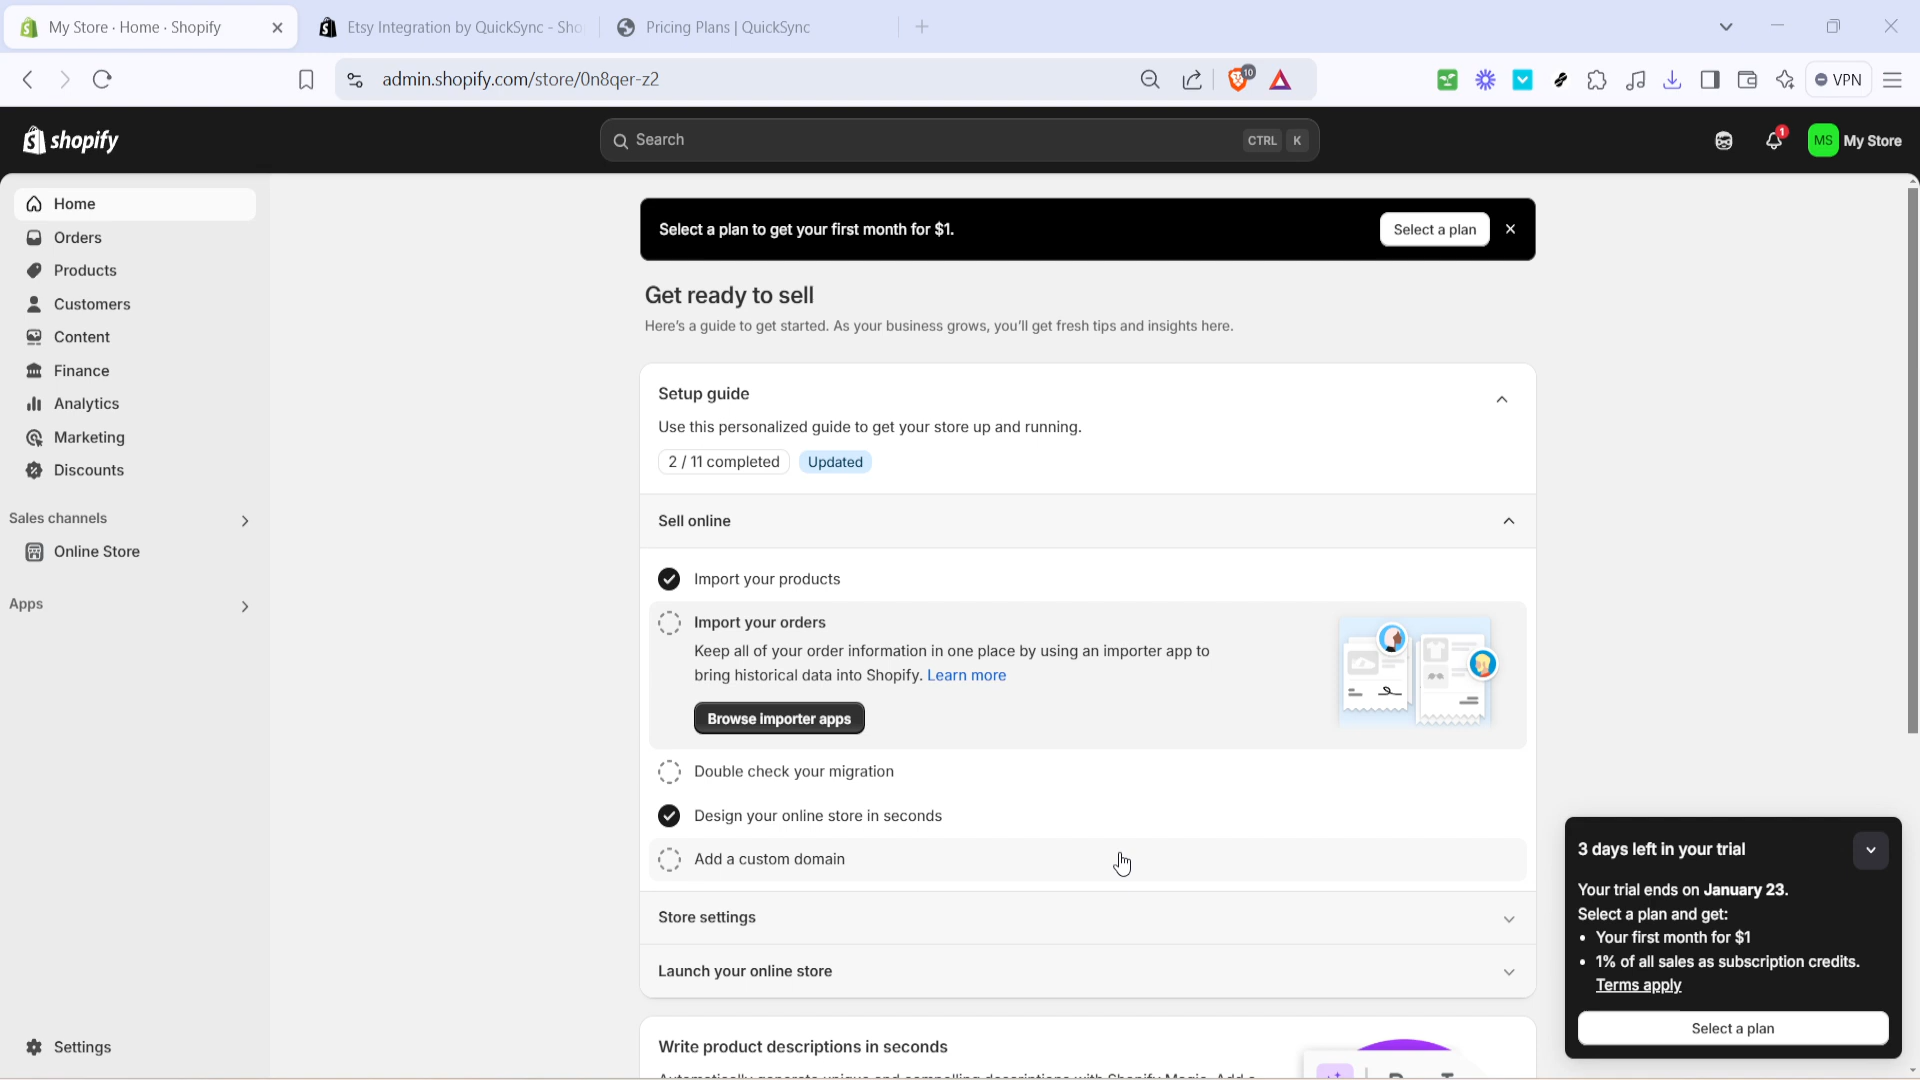 My Store · Home · Shopify
Etsy Integration by QuickSync - Sho
Pricing Plans | QuickSync
admin.shopify.com/store/0n8qer-z2
10
VPN
shopify
Search
CTRL K
1
MS
My Store
Home
Orders
Products
Customers
Content
Finance
Analytics
Marketing
Discounts
Sales channels
Online Store
Apps
Settings
Select a plan to get your first month for $1.
Select a plan
Get ready to sell
Here's a guide to get started. As your business grows, you'll get fresh tips and insights here.
Setup guide
Use this personalized guide to get your store up and running.
2 / 11 completed
Updated
Sell online
Import your products
Import your orders
Keep all of your order information in one place by using an importer app to
bring historical data into Shopify. Learn more
Browse importer apps
Double check your migration
Design your online store in seconds
Add a custom domain
Store settings
Launch your online store
Write product descriptions in seconds
3 days left in your trial
Your trial ends on January 23.
Select a plan and get:
• Your first month for $1
• 1% of all sales as subscription credits.
Terms apply
Select a plan